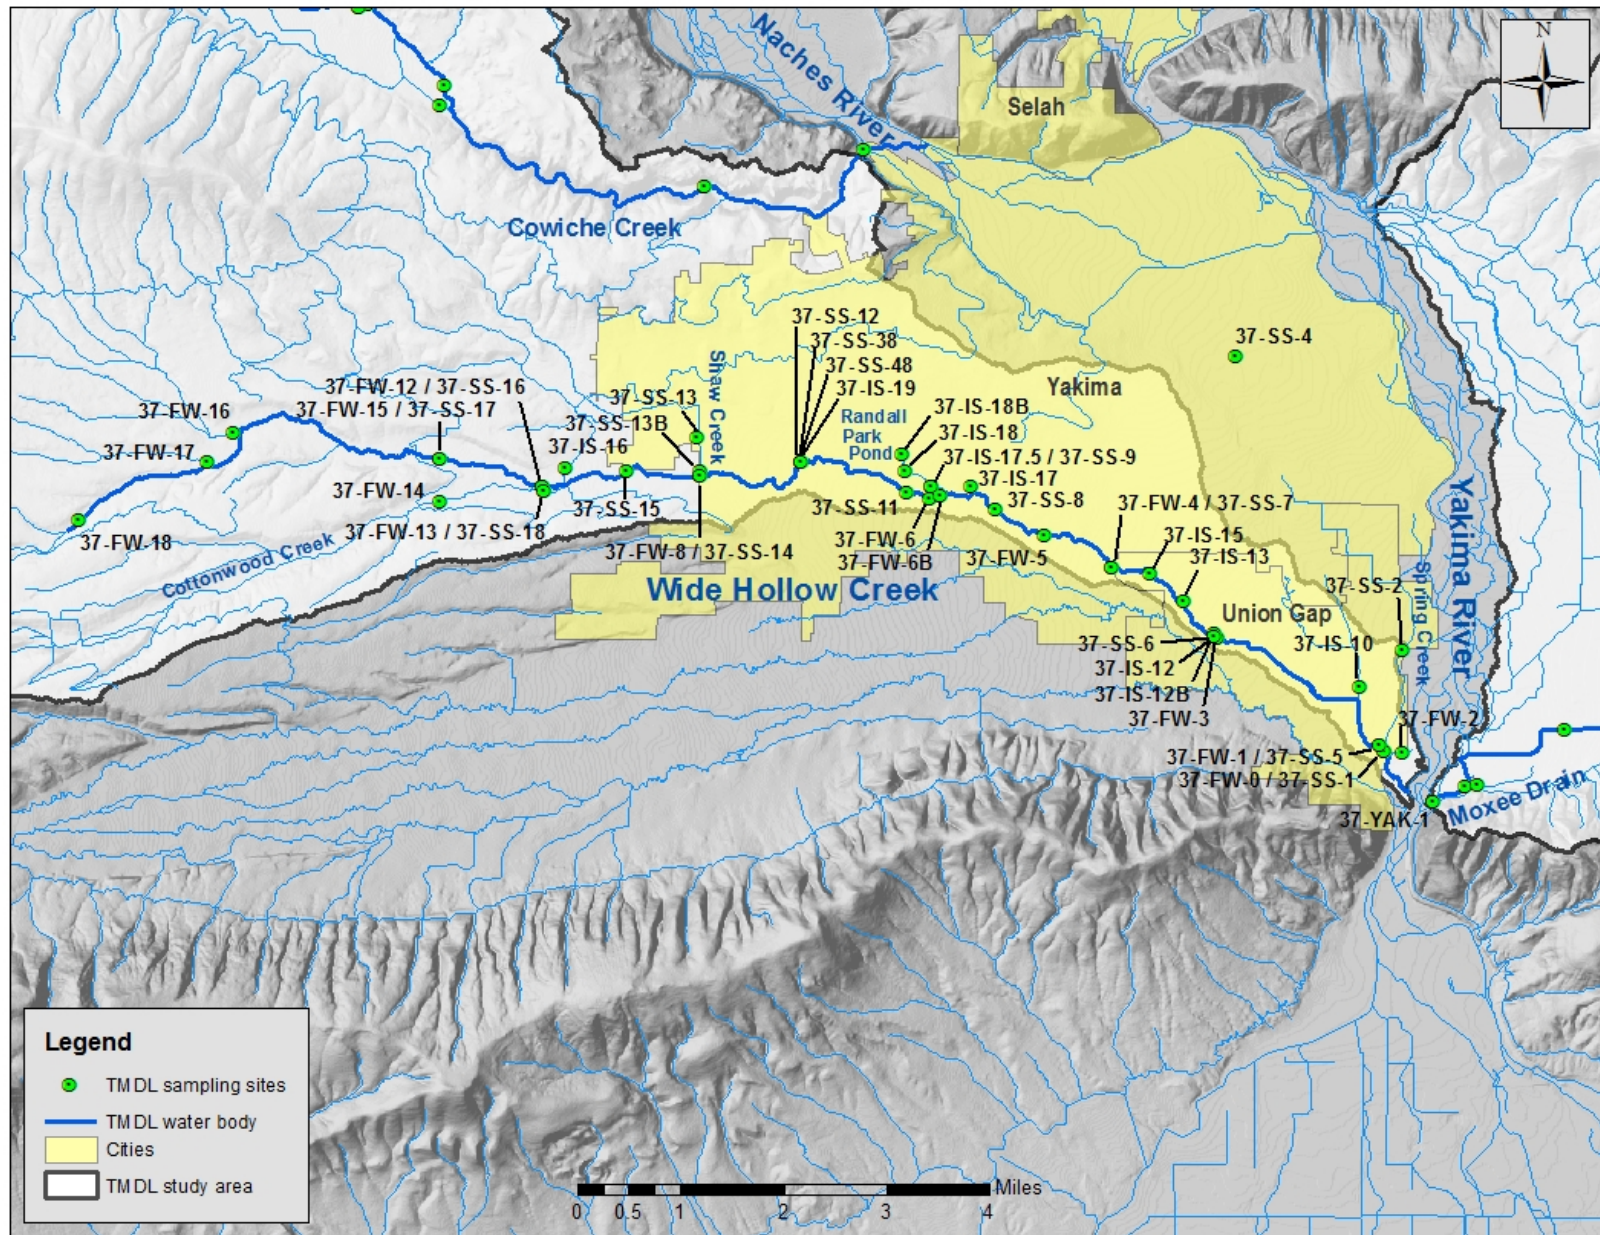 N
Naches River
Selah
Cowiche Creek
37-SS-12
37-SS-38
37-SS-48
37-IS-19
37-SS-4
Yakima
Shaw Creek
37-FW-12 / 37-SS-16
37-FW-15 / 37-SS-17
37-SS-13
37-SS-13B
37-IS-16
37-FW-16
37-FW-17
37-FW-18
37-FW-14
37-FW-13 / 37-SS-18
Cottonwood Creek
37-SS-15
37-FW-8 / 37-SS-14
Randall
Park
Pond
37-IS-18B
37-IS-18
37-IS-17.5 / 37-SS-9
37-IS-17
37-SS-8
37-SS-11
37-FW-6
37-FW-6B
37-FW-5
37-FW-4 / 37-SS-7
37-IS-15
37-IS-13
Wide Hollow Creek
Union Gap
37-SS-2
Spring Creek
Yakima River
37-SS-6
37-IS-12
37-IS-12B
37-FW-3
37-IS-10
37-FW-2
37-FW-1 / 37-SS-5
37-FW-0 / 37-SS-1
37-YAK-1
Moxee Drain
Legend
TMDL sampling sites
TMDL water body
Cities
TMDL study area
Miles
0 0.5 1 2 3 4